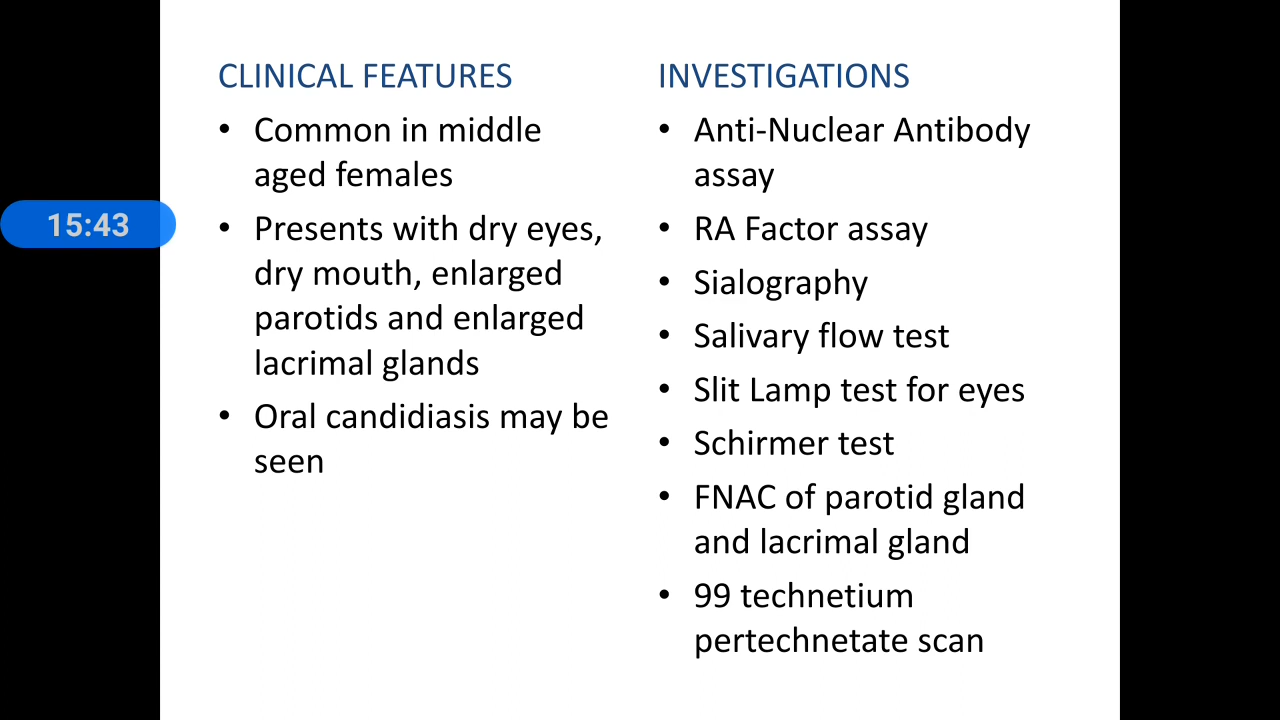 CLINICAL FEATURES
• Common in middle
aged females
• Presents with dry eyes,
dry mouth, enlarged
parotids and enlarged
lacrimal glands
• Oral candidiasis may be
seen
INVESTIGATIONS
• Anti-Nuclear Antibody
assay
• RA Factor assay
• Sialography
• Salivary flow test
• Slit Lamp test for eyes
• Schirmer test
• FNAC of parotid gland
and lacrimal gland
• 99 technetium
pertechnetate scan
15:43